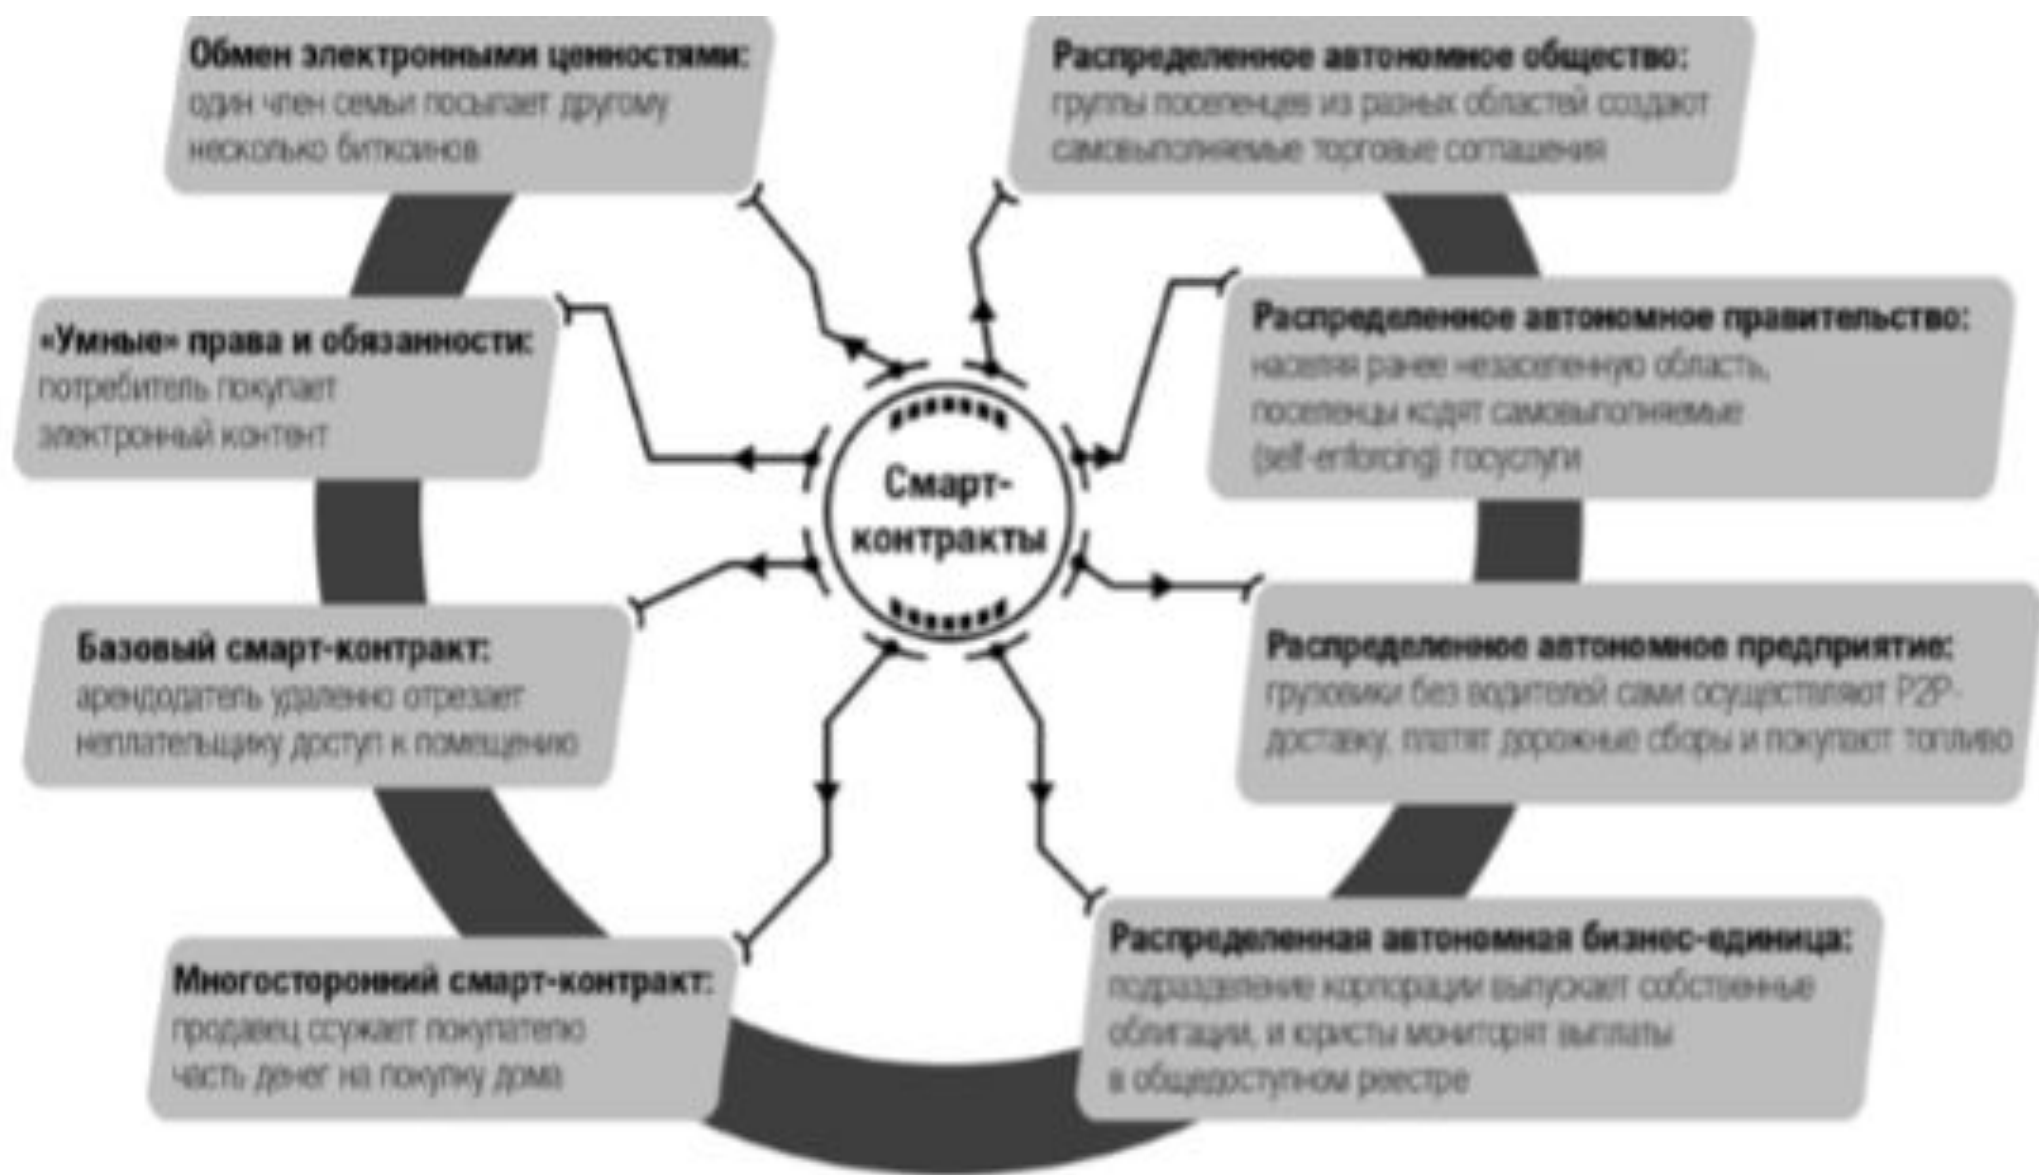 Обмен электронными ценностями:
один член семьи посылает другому
несколько биткоинов
«Умные» права и обязанности:
потребитель покупает
электронный контент
Базовый смарт-контракт:
арендодатель удаленно отрезает
неплательщику доступ к помещению
Многосторонний смарт-контракт:
продавец ссужает покупателю
часть денег на покупку дома
Смарт-
контракты
Распределенное автономное общество:
группы поселенцев из разных областей создают
самовыполняемые торговые соглашения
Распределенное автономное правительство:
населяя ранее незаселенную область,
поселенцы кодят самовыполняемые
(self-enforcing) госуслуги
Распределенное автономное предприятие:
грузовики без водителей сами осуществляют P2P-
доставку, платят дорожные сборы и покупают топливо
Распределенная автономная бизнес-единица:
подразделение корпорации выпускает собственные
облигации, и юристы мониторят выплаты
в общедоступном реестре